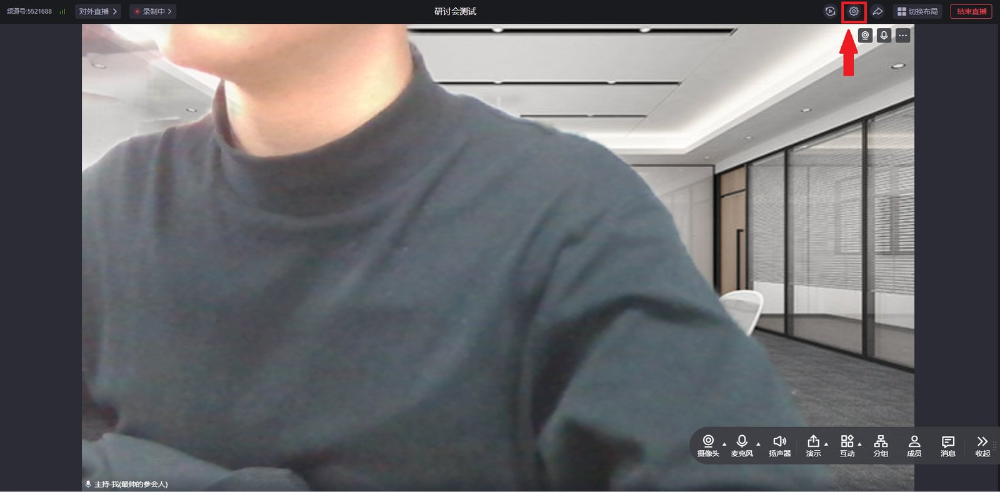 频道号:5521688 对外直播 录制中 研讨会测试 切换布局 结束直播
摄像头 麦克风 扬声器 演示 互动 分组 成员 消息 收起
主持-我(最帅的参会人)